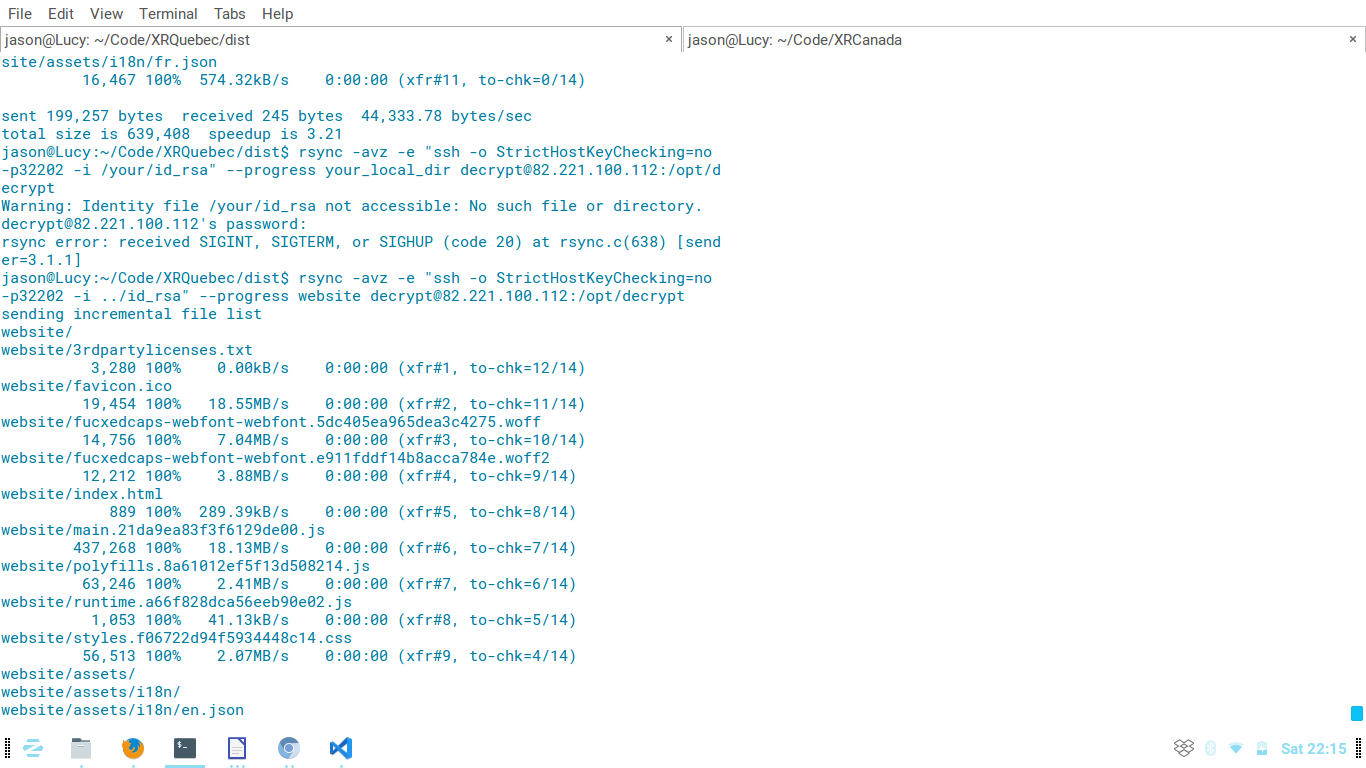 File Edit View Terminal Tabs Help
jason@Lucy: ~/Code/XRQuebec/dist × jason@Lucy: ~/Code/XRCanada ×
site/assets/i18n/fr.json
16,467 100% 574.32kB/s 0:00:00 (xfr#11, to-chk=0/14)
sent 199,257 bytes received 245 bytes 44,333.78 bytes/sec
total size is 639,408 speedup is 3.21
jason@Lucy:~/Code/XRQuebec/dist$ rsync -avz -e "ssh -o StrictHostKeyChecking=no
-p32202 -i /your/id_rsa" --progress your_local_dir decrypt@82.221.100.112:/opt/d
ecrypt
Warning: Identity file /your/id_rsa not accessible: No such file or directory.
decrypt@82.221.100.112's password:
rsync error: received SIGINT, SIGTERM, or SIGHUP (code 20) at rsync.c(638) [send
er=3.1.1]
jason@Lucy:~/Code/XRQuebec/dist$ rsync -avz -e "ssh -o StrictHostKeyChecking=no
-p32202 -i ../id_rsa" --progress website decrypt@82.221.100.112:/opt/decrypt
sending incremental file list
website/
website/3rdpartylicenses.txt
3,280 100% 0.00kB/s 0:00:00 (xfr#1, to-chk=12/14)
website/favicon.ico
19,454 100% 18.55MB/s 0:00:00 (xfr#2, to-chk=11/14)
website/fucxedcaps-webfont-webfont.5dc405ea965dea3c4275.woff
14,756 100% 7.04MB/s 0:00:00 (xfr#3, to-chk=10/14)
website/fucxedcaps-webfont-webfont.e911fddf14b8acca784e.woff2
12,212 100% 3.88MB/s 0:00:00 (xfr#4, to-chk=9/14)
website/index.html
889 100% 289.39kB/s 0:00:00 (xfr#5, to-chk=8/14)
website/main.21da9ea83f3f6129de00.js
437,268 100% 18.13MB/s 0:00:00 (xfr#6, to-chk=7/14)
website/polyfills.8a61012ef5f13d508214.js
63,246 100% 2.41MB/s 0:00:00 (xfr#7, to-chk=6/14)
website/runtime.a66f828dca56eeb90e02.js
1,053 100% 41.13kB/s 0:00:00 (xfr#8, to-chk=5/14)
website/styles.f06722d94f5934448c14.css
56,513 100% 2.07MB/s 0:00:00 (xfr#9, to-chk=4/14)
website/assets/
website/assets/i18n/
website/assets/i18n/en.json
Sat 22:15